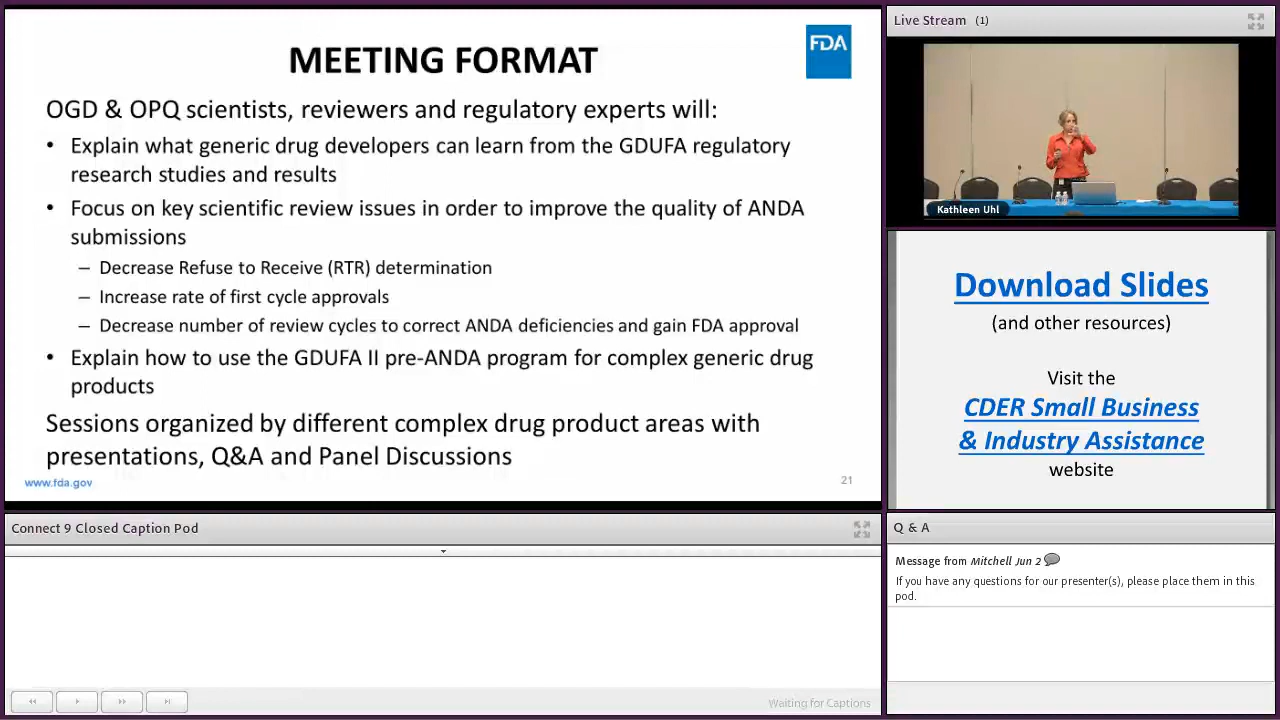 MEETING FORMAT
FDA
OGD & OPQ scientists, reviewers and regulatory experts will:
• Explain what generic drug developers can learn from the GDUFA regulatory
research studies and results
• Focus on key scientific review issues in order to improve the quality of ANDA
submissions
– Decrease Refuse to Receive (RTR) determination
– Increase rate of first cycle approvals
– Decrease number of review cycles to correct ANDA deficiencies and gain FDA approval
• Explain how to use the GDUFA II pre-ANDA program for complex generic drug
products
Sessions organized by different complex drug product areas with
presentations, Q&A and Panel Discussions
www.fda.gov
21
Live Stream (1)
Kathleen Uhl
Download Slides
(and other resources)
Visit the
CDER Small Business
& Industry Assistance
website
Connect 9 Closed Caption Pod
Waiting for Captions
Q & A
Message from Mitchell Jun 2
If you have any questions for our presenter(s), please place them in this
pod.